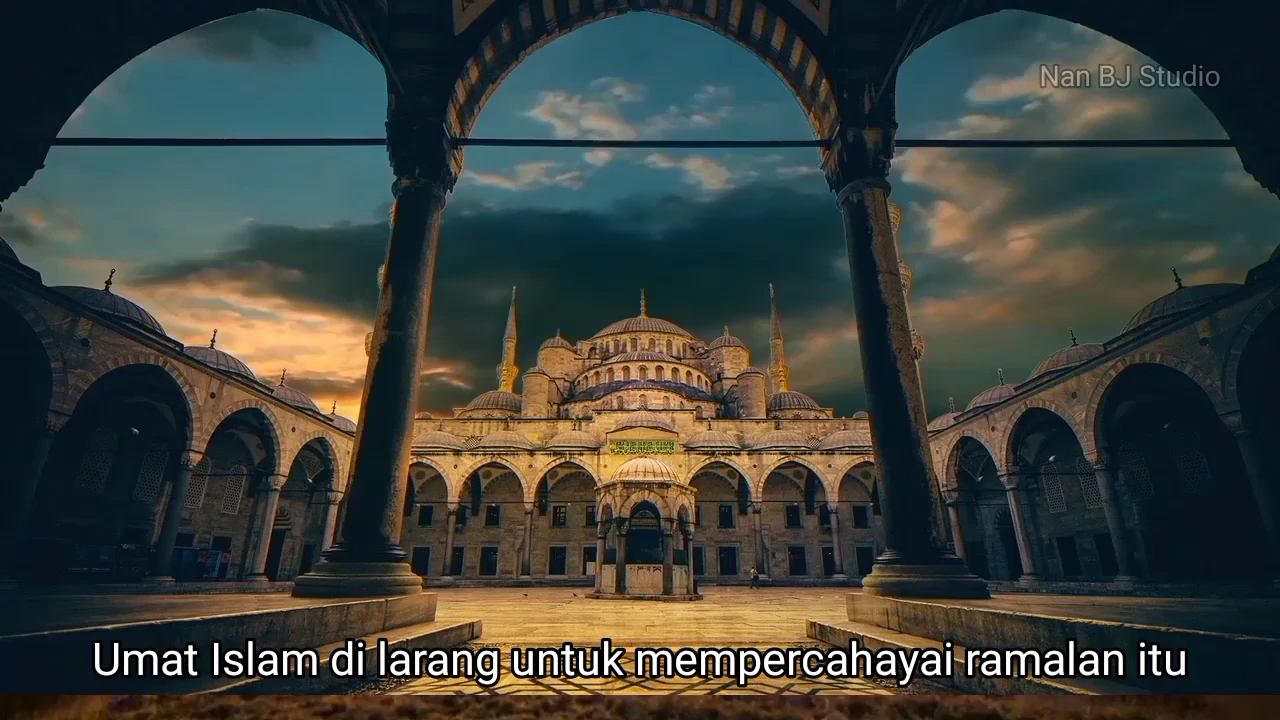 Nan BJ Studio
Umat Islam di larang untuk mempercahayai ramalan itu